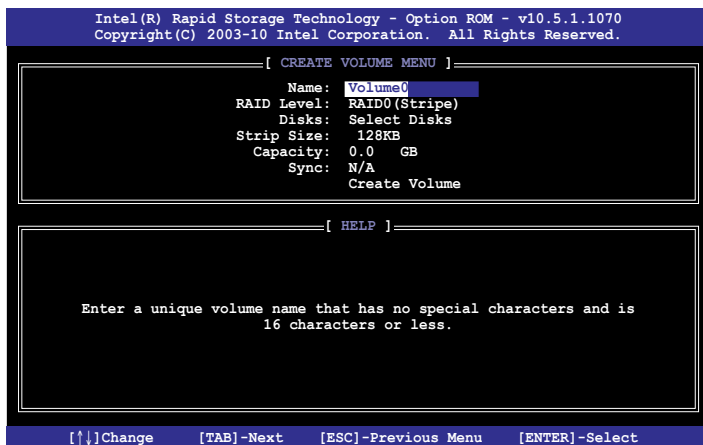 Intel(R) Rapid Storage Technology - Option ROM - v10.5.1.1070
Copyright(C) 2003-10 Intel Corporation. All Rights Reserved.
[ CREATE VOLUME MENU ]
Name: Volume0
RAID Level: RAID0(Stripe)
Disks: Select Disks
Strip Size: 128KB
Capacity: 0.0 GB
Sync: N/A
Create Volume
[ HELP ]
Enter a unique volume name that has no special characters and is
16 characters or less.
[↑↓]Change [TAB]-Next [ESC]-Previous Menu [ENTER]-Select